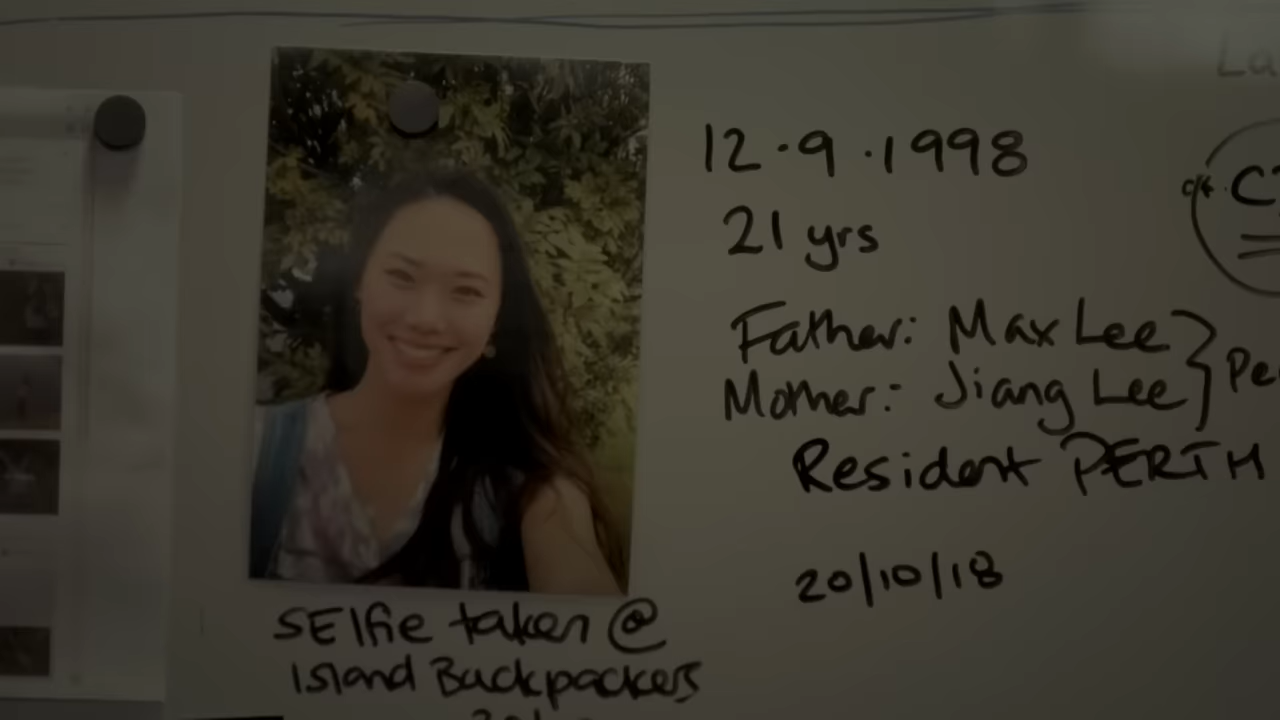 12.9.1998
21 yrs
Father: Max Lee
Mother: Jiang Lee
Resident PERTH
20/10/18
SElfie taken @
Island Backpackers